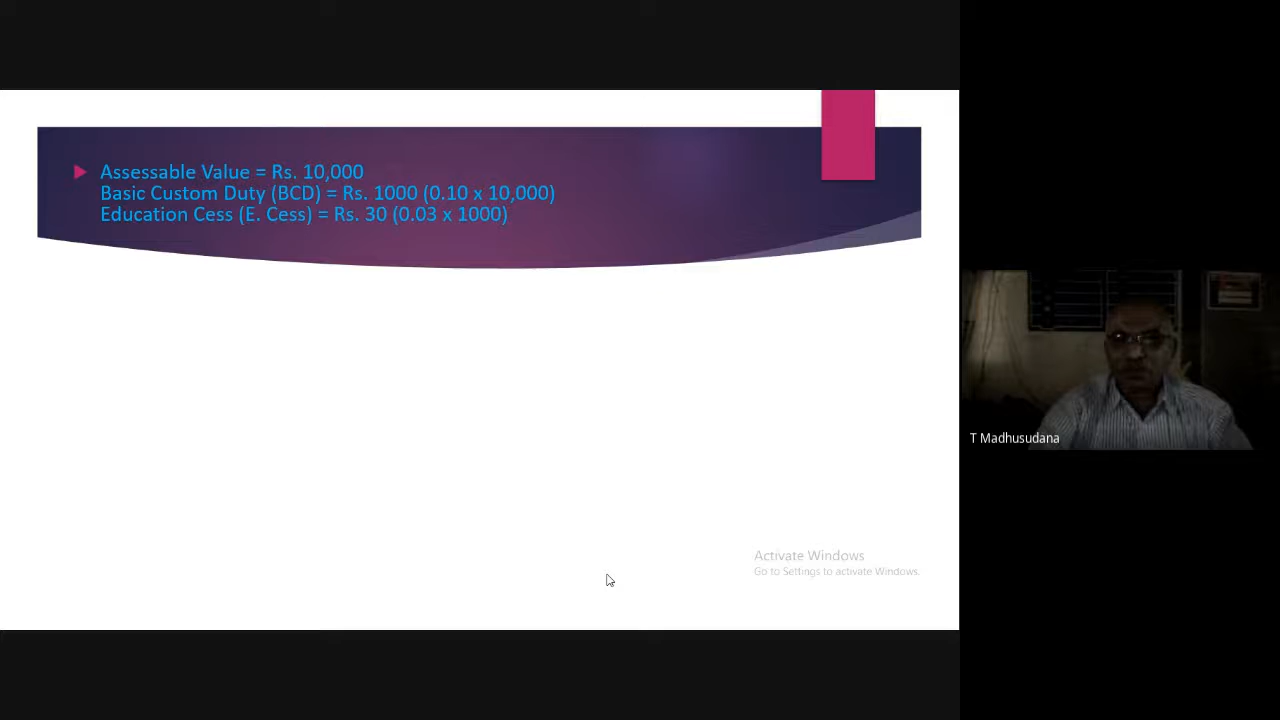 Assessable Value = Rs. 10,000
Basic Custom Duty (BCD) = Rs. 1000 (0.10 x 10,000)
Education Cess (E. Cess) = Rs. 30 (0.03 x 1000)
Activate Windows
Go to Settings to activate Windows.
T Madhusudana